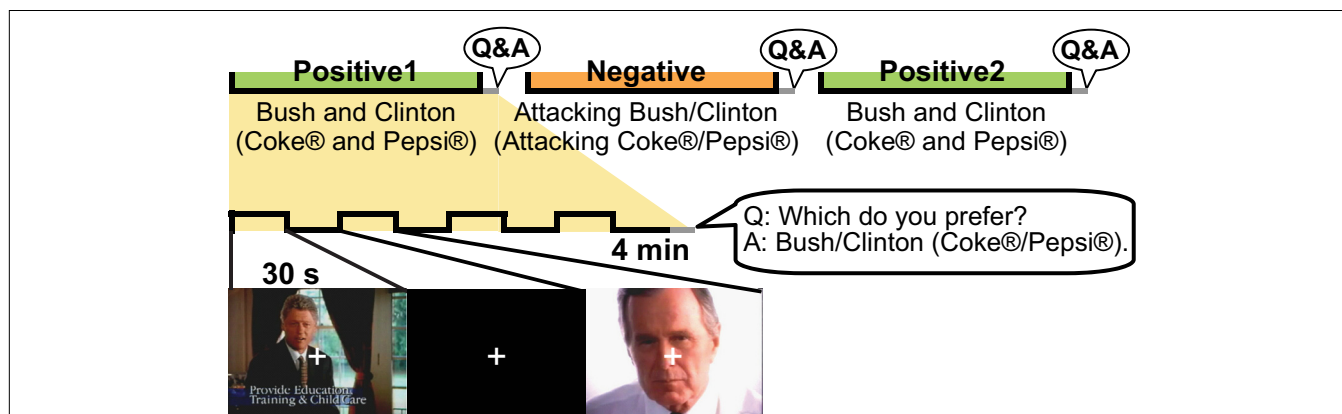 Q&A Q&A Q&A
Positive1 Negative Positive2
Bush and Clinton Attacking Bush/Clinton Bush and Clinton
(Coke® and Pepsi®) (Attacking Coke®/Pepsi®) (Coke® and Pepsi®)
Q: Which do you prefer?
A: Bush/Clinton (Coke®/Pepsi®).
4 min
30 s
Provide Education,
Training & Child Care